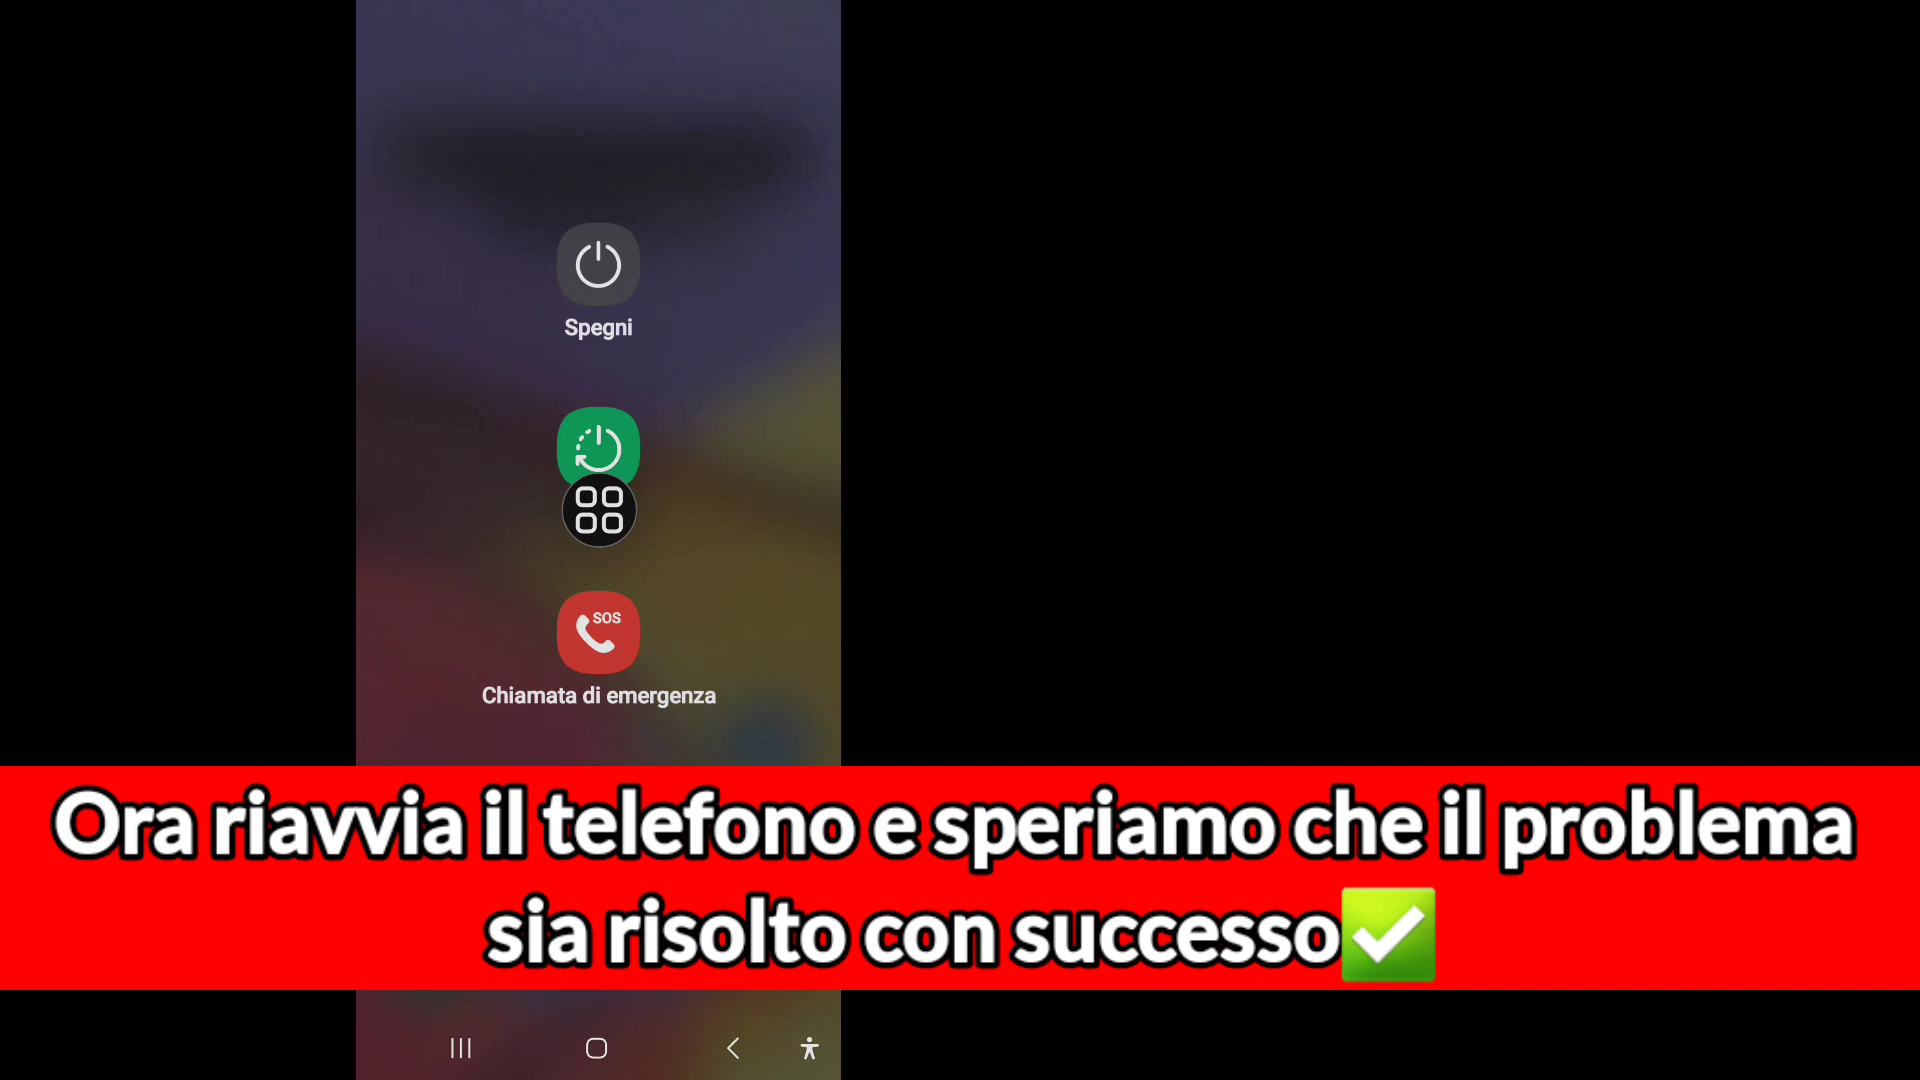 Spegni
SOS
Chiamata di emergenza
Ora riavvia il telefono e speriamo che il problema
sia risolto con successo✅